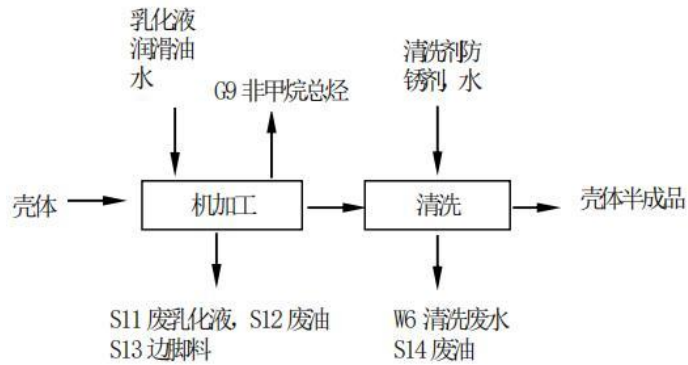 乳化液
润滑油
水
G9 非甲烷总烃
清洗剂防
锈剂，水
壳体
机加工
清洗
壳体半成品
S11 废乳化液，S12 废油
S13 边脚料
W6 清洗废水
S14 废油